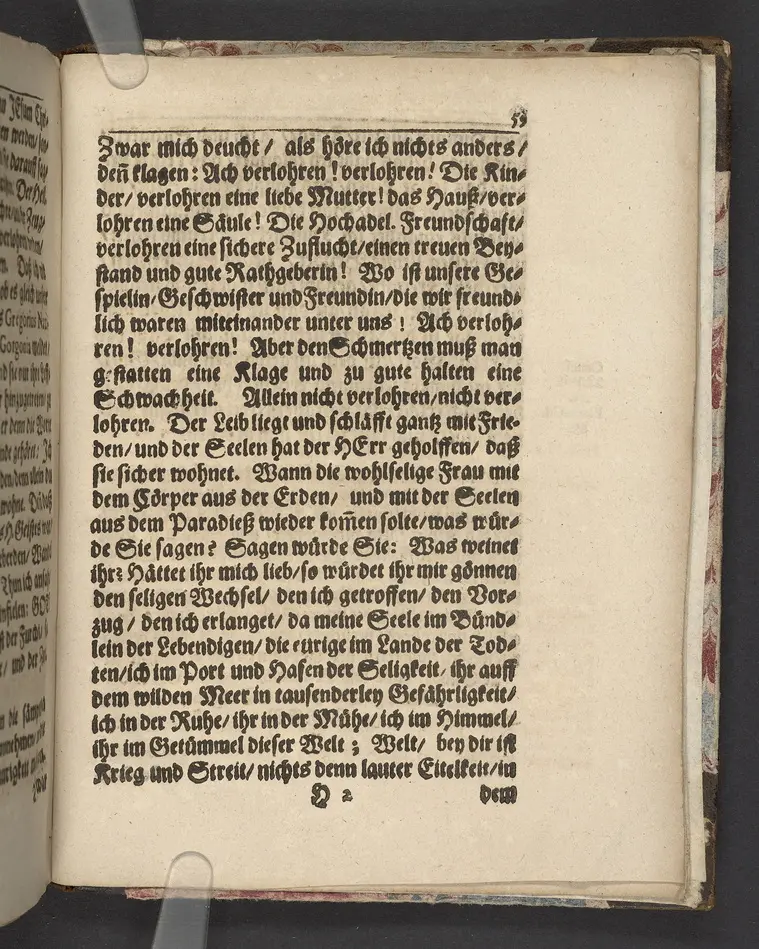 59
Zwar mich deucht / als höre ich nichts anders /
deñ klagen : Ach verlohren ! verlohren ! Die Kin-
der / verlohren eine liebe Mutter ! das Hauß / ver-
lohren eine Säule ! Die Hochadel. Freundschaft /
verlohren eine sichere Zuflucht / einen treuen Bey-
stand und gute Rathgeberin ! Wo ist unsere Ge-
spielin / Geschwister und Freundin / die wir freund-
lich waren miteinander unter uns ! Ach verloh-
ren ! verlohren ! Aber den Schmertzen muß man
gestatten eine Klage und zu gute halten eine
Schwachheit. Allein nicht verlohren / nicht ver-
lohren. Der Leib liegt und schläfft gantz mit Frie-
den / und der Seelen hat der HErr geholffen / daß
sie sicher wohnet. Wann die wohlselige Frau mit
dem Cörper aus der Erden / und mit der Seelen
aus dem Paradieß wieder kom̃en solte / was wür-
de Sie sagen ? Sagen würde Sie : Was weinet
ihr ? Hättet ihr mich lieb / so würdet ihr mir gönnen
den seligen Wechsel / den ich getroffen / den Vor-
zug / den ich erlanget / da meine Seele im Bünd-
lein der Lebendigen / die eurige im Lande der Tod-
ten / ich im Port und Hafen der Seligkeit / ihr auff
dem wilden Meer in tausenderley Gefährligkeit /
ich in der Ruhe / ihr in der Mühe / ich im Himmel /
ihr im Getümmel dieser Welt ; Welt / bey dir ist
Krieg und Streit / nichts denn lauter Eitelkeit / in
H 2 dem